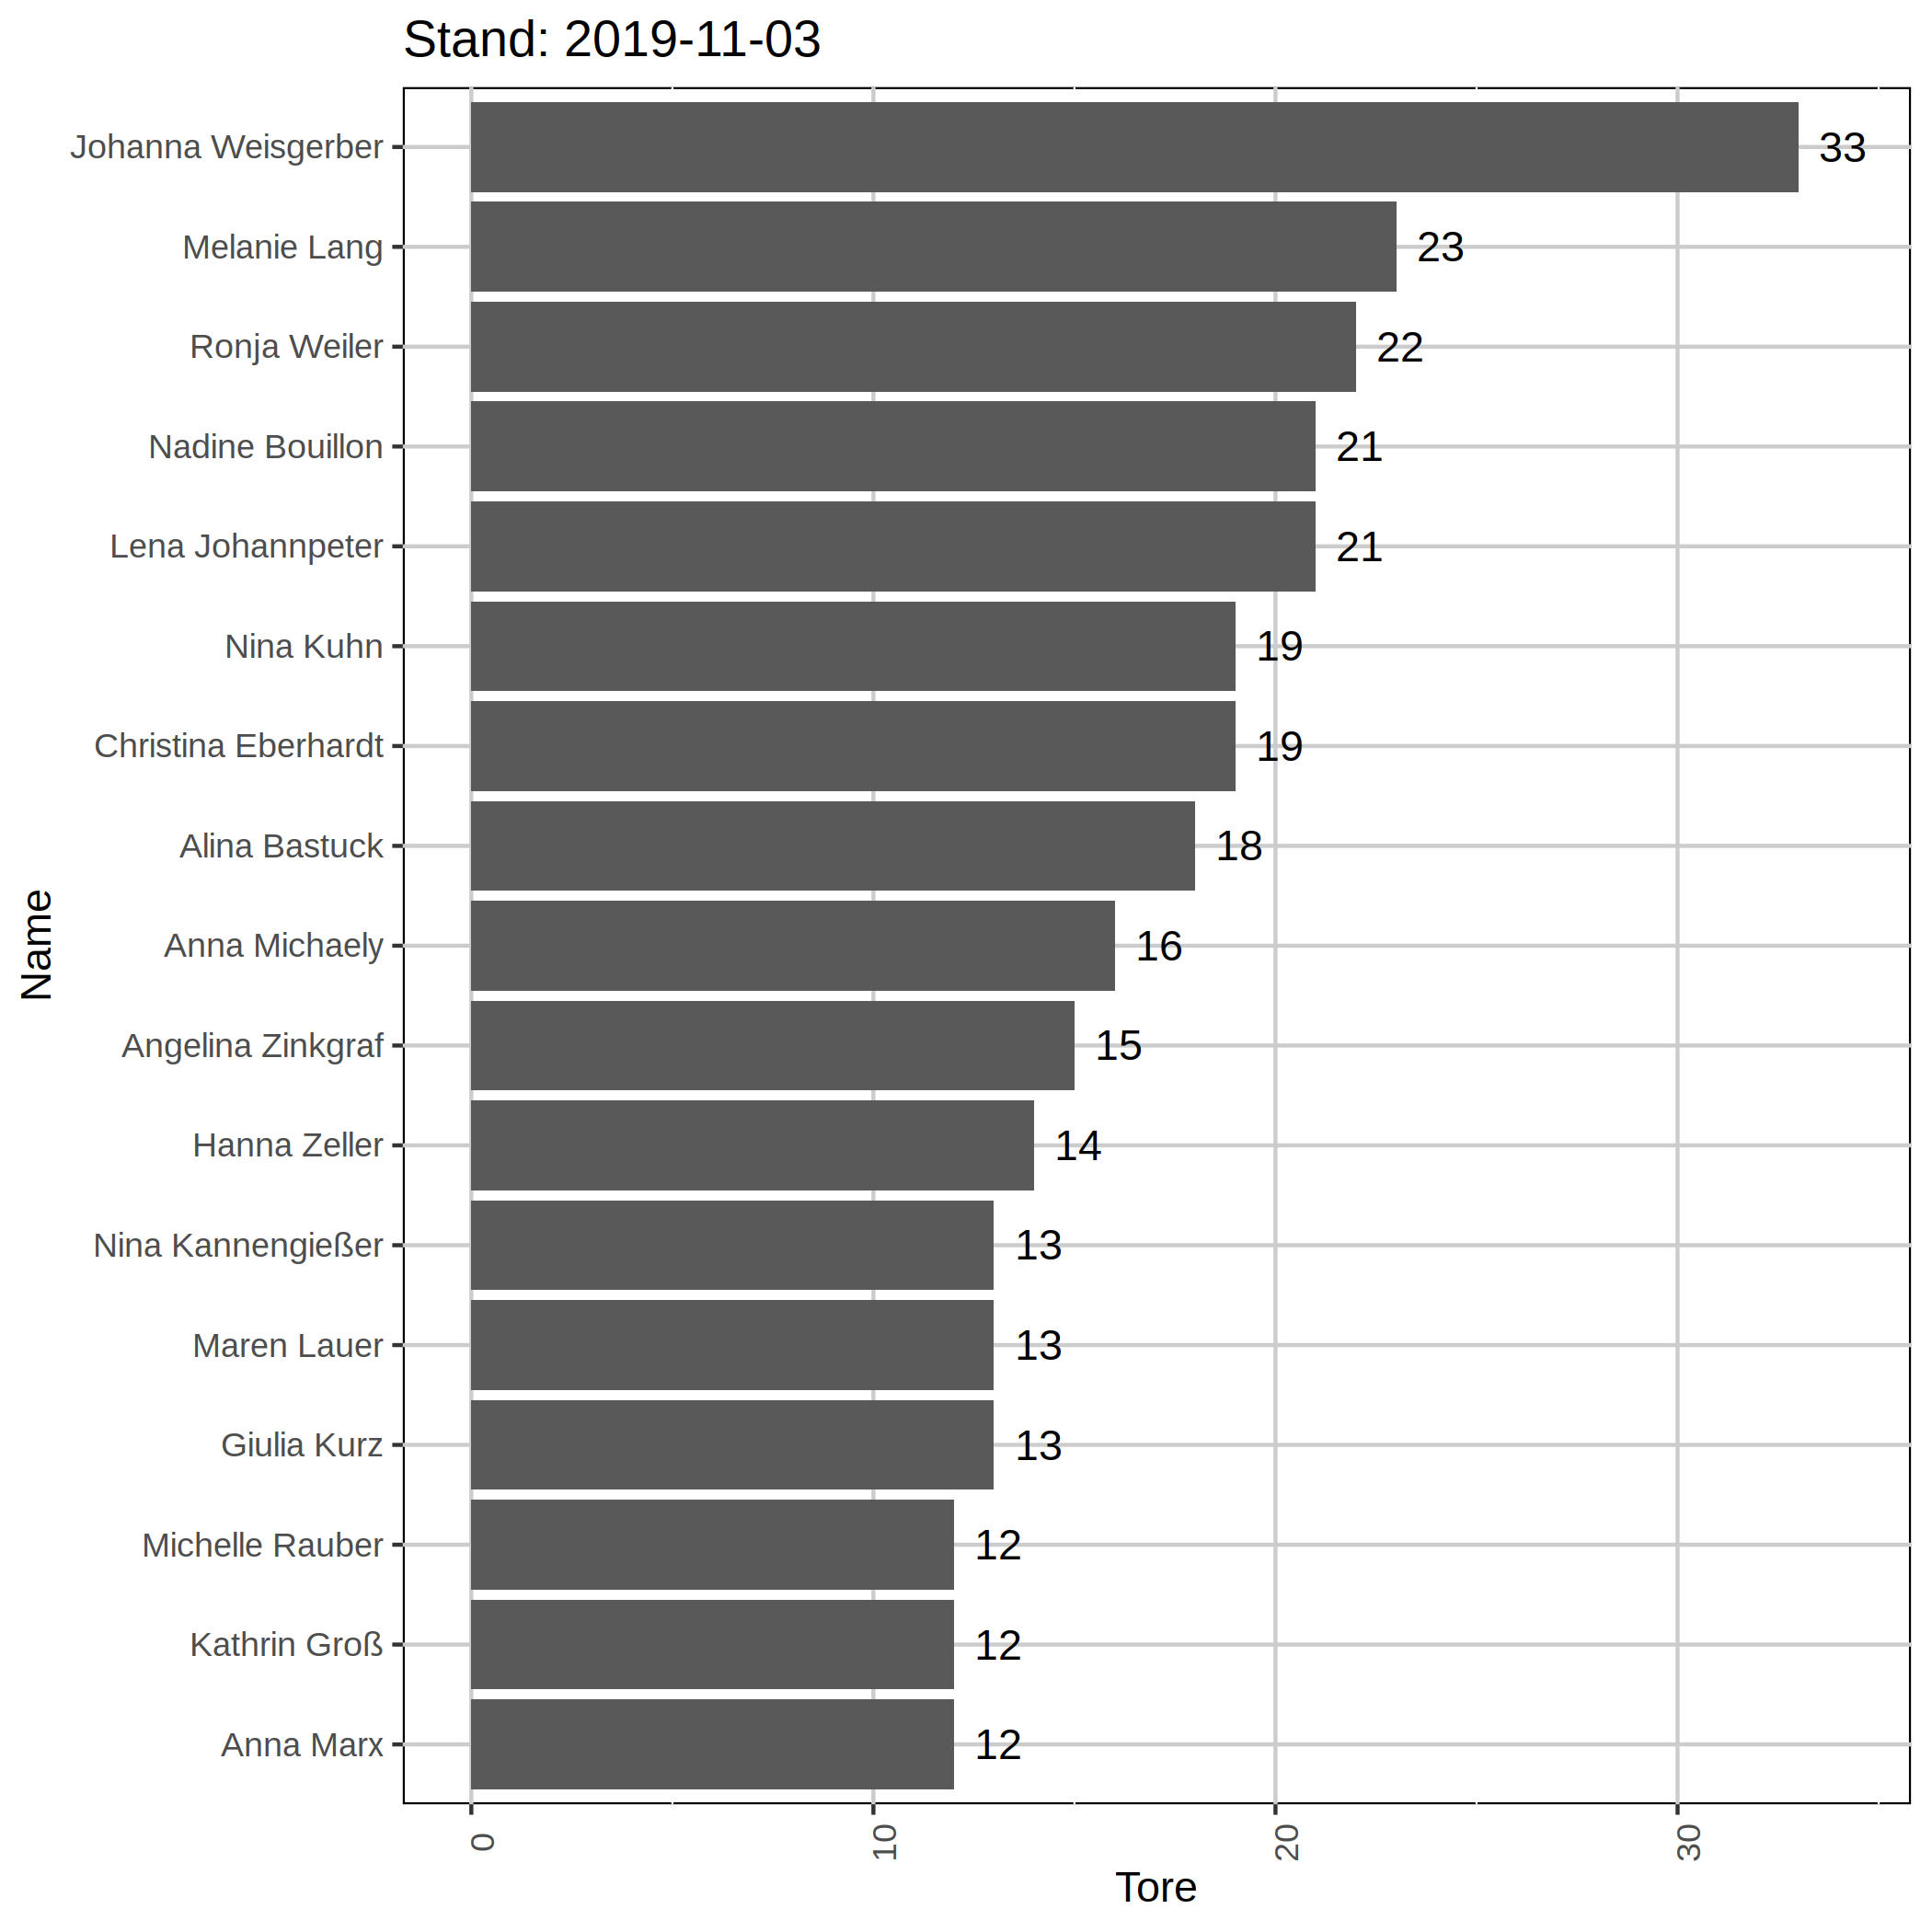 Stand: 2019-11-03
Johanna Weisgerber 33
Melanie Lang 23
Ronja Weiler 22
Nadine Bouillon 21
Lena Johannpeter 21
Nina Kuhn 19
Christina Eberhardt 19
Alina Bastuck 18
Anna Michaely 16
Angelina Zinkgraf 15
Hanna Zeller 14
Nina Kannengießer 13
Maren Lauer 13
Giulia Kurz 13
Michelle Rauber 12
Kathrin Groß 12
Anna Marx 12
Name
0 10 20 30
Tore